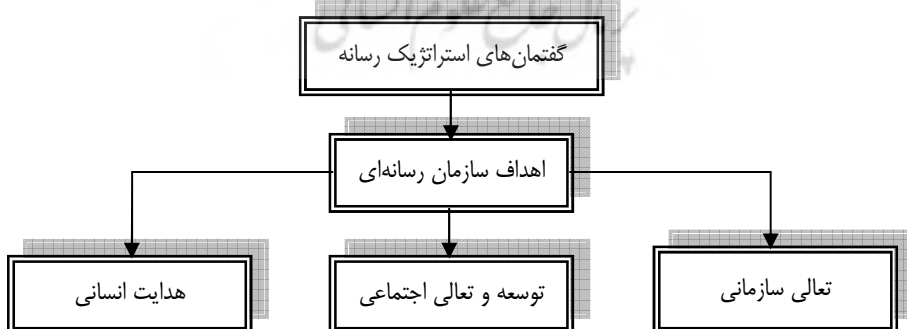 گفتمان‌های استراتژیک رسانه
اهداف سازمان رسانه‌ای
تعالی سازمانی
توسعه و تعالی اجتماعی
هدایت انسانی